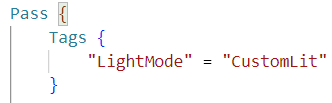 Pass {
Tags {
"LightMode" = "CustomLit"
}